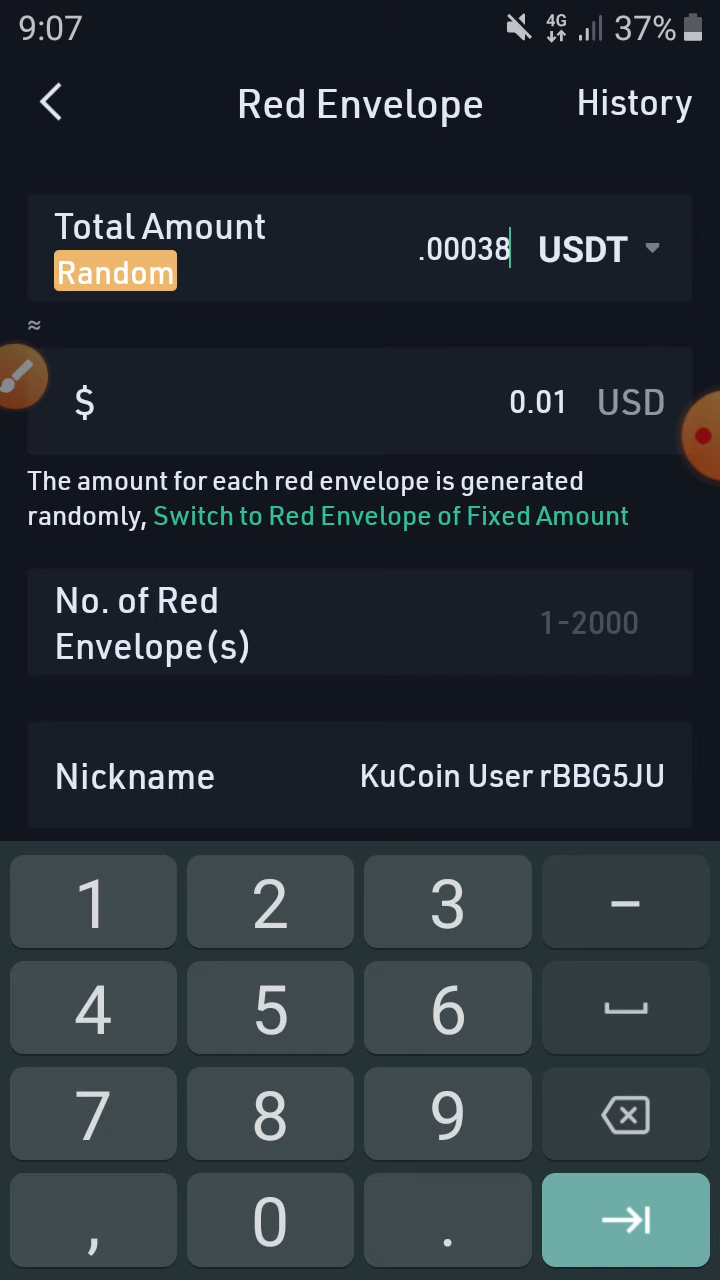 9:07 4G 37%
Red Envelope History
Total Amount .00038 USDT
Random
≈
$ 0.01 USD
The amount for each red envelope is generated
randomly, Switch to Red Envelope of Fixed Amount
No. of Red
Envelope(s) 1-2000
Nickname KuCoin User rBBG5JU
1 2 3 -
4 5 6
7 8 9
, 0 .